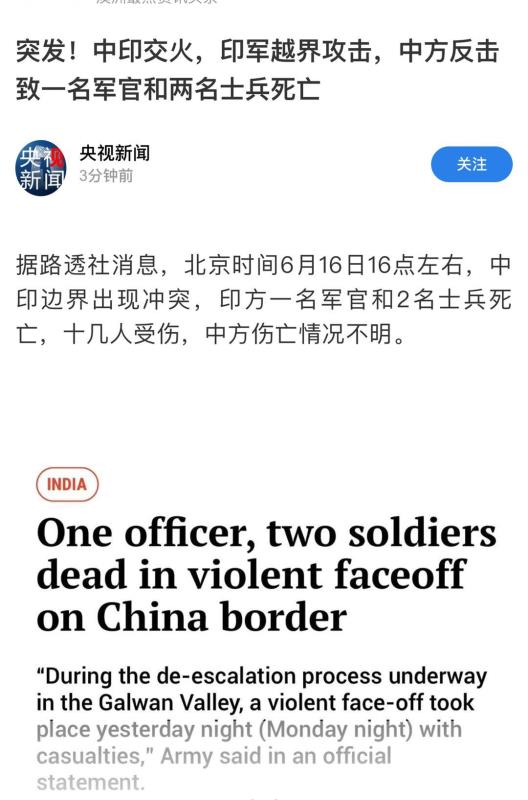 突发！中印交火，印军越界攻击，中方反击
致一名军官和两名士兵死亡
央视
新闻
央视新闻
3分钟前
关注
据路透社消息，北京时间6月16日16点左右，中
印边界出现冲突，印方一名军官和2名士兵死
亡，十几人受伤，中方伤亡情况不明。
INDIA
One officer, two soldiers
dead in violent faceoff
on China border
“During the de-escalation process underway
in the Galwan Valley, a violent face-off took
place yesterday night (Monday night) with
casualties,” Army said in an official
statement.